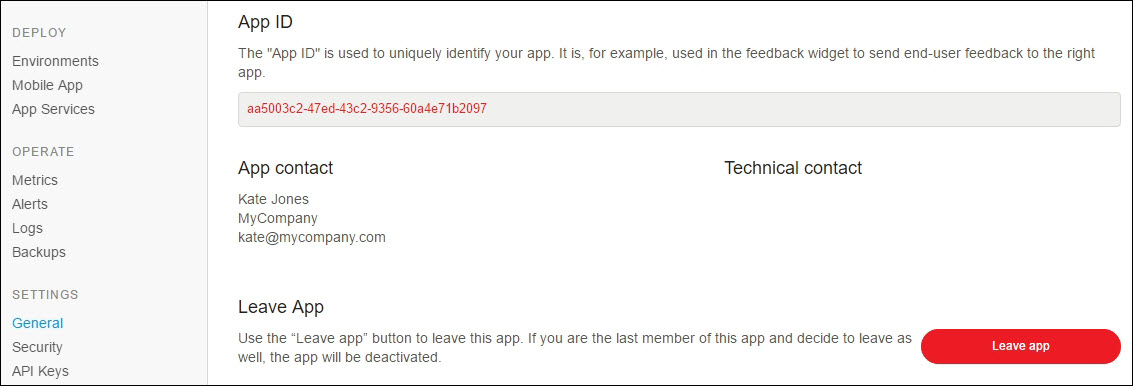 DEPLOY
Environments
Mobile App
App Services
OPERATE
Metrics
Alerts
Logs
Backups
SETTINGS
General
Security
API Keys
App ID
The "App ID" is used to uniquely identify your app. It is, for example, used in the feedback widget to send end-user feedback to the right
app.
aa5003c2-47ed-43c2-9356-60a4e71b2097
App contact
Kate Jones
MyCompany
kate@mycompany.com
Technical contact
Leave App
Use the “Leave app” button to leave this app. If you are the last member of this app and decide to leave as
well, the app will be deactivated.
Leave app